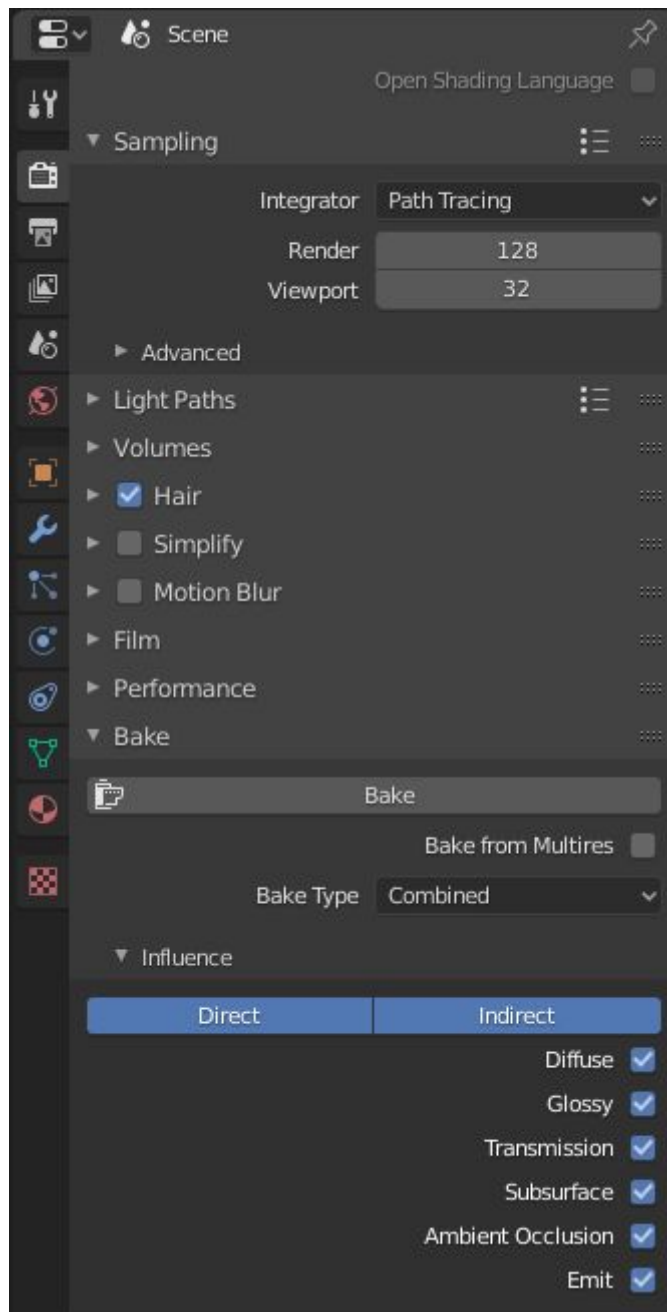 Scene
Open Shading Language
Sampling
Integrator Path Tracing
Render 128
Viewport 32
Advanced
Light Paths
Volumes
Hair
Simplify
Motion Blur
Film
Performance
Bake
Bake
Bake from Multires
Bake Type Combined
Influence
Direct Indirect
Diffuse
Glossy
Transmission
Subsurface
Ambient Occlusion
Emit